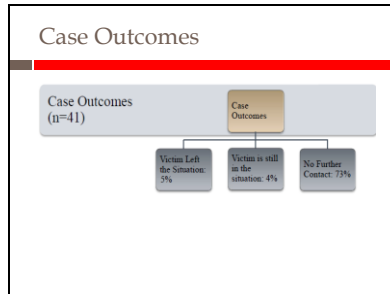 Case Outcomes
Case Outcomes
(n=41)
Case
Outcomes
Victim Left
the Situation:
5%
Victim is still
in the
situation: 4%
No Further
Contact: 73%